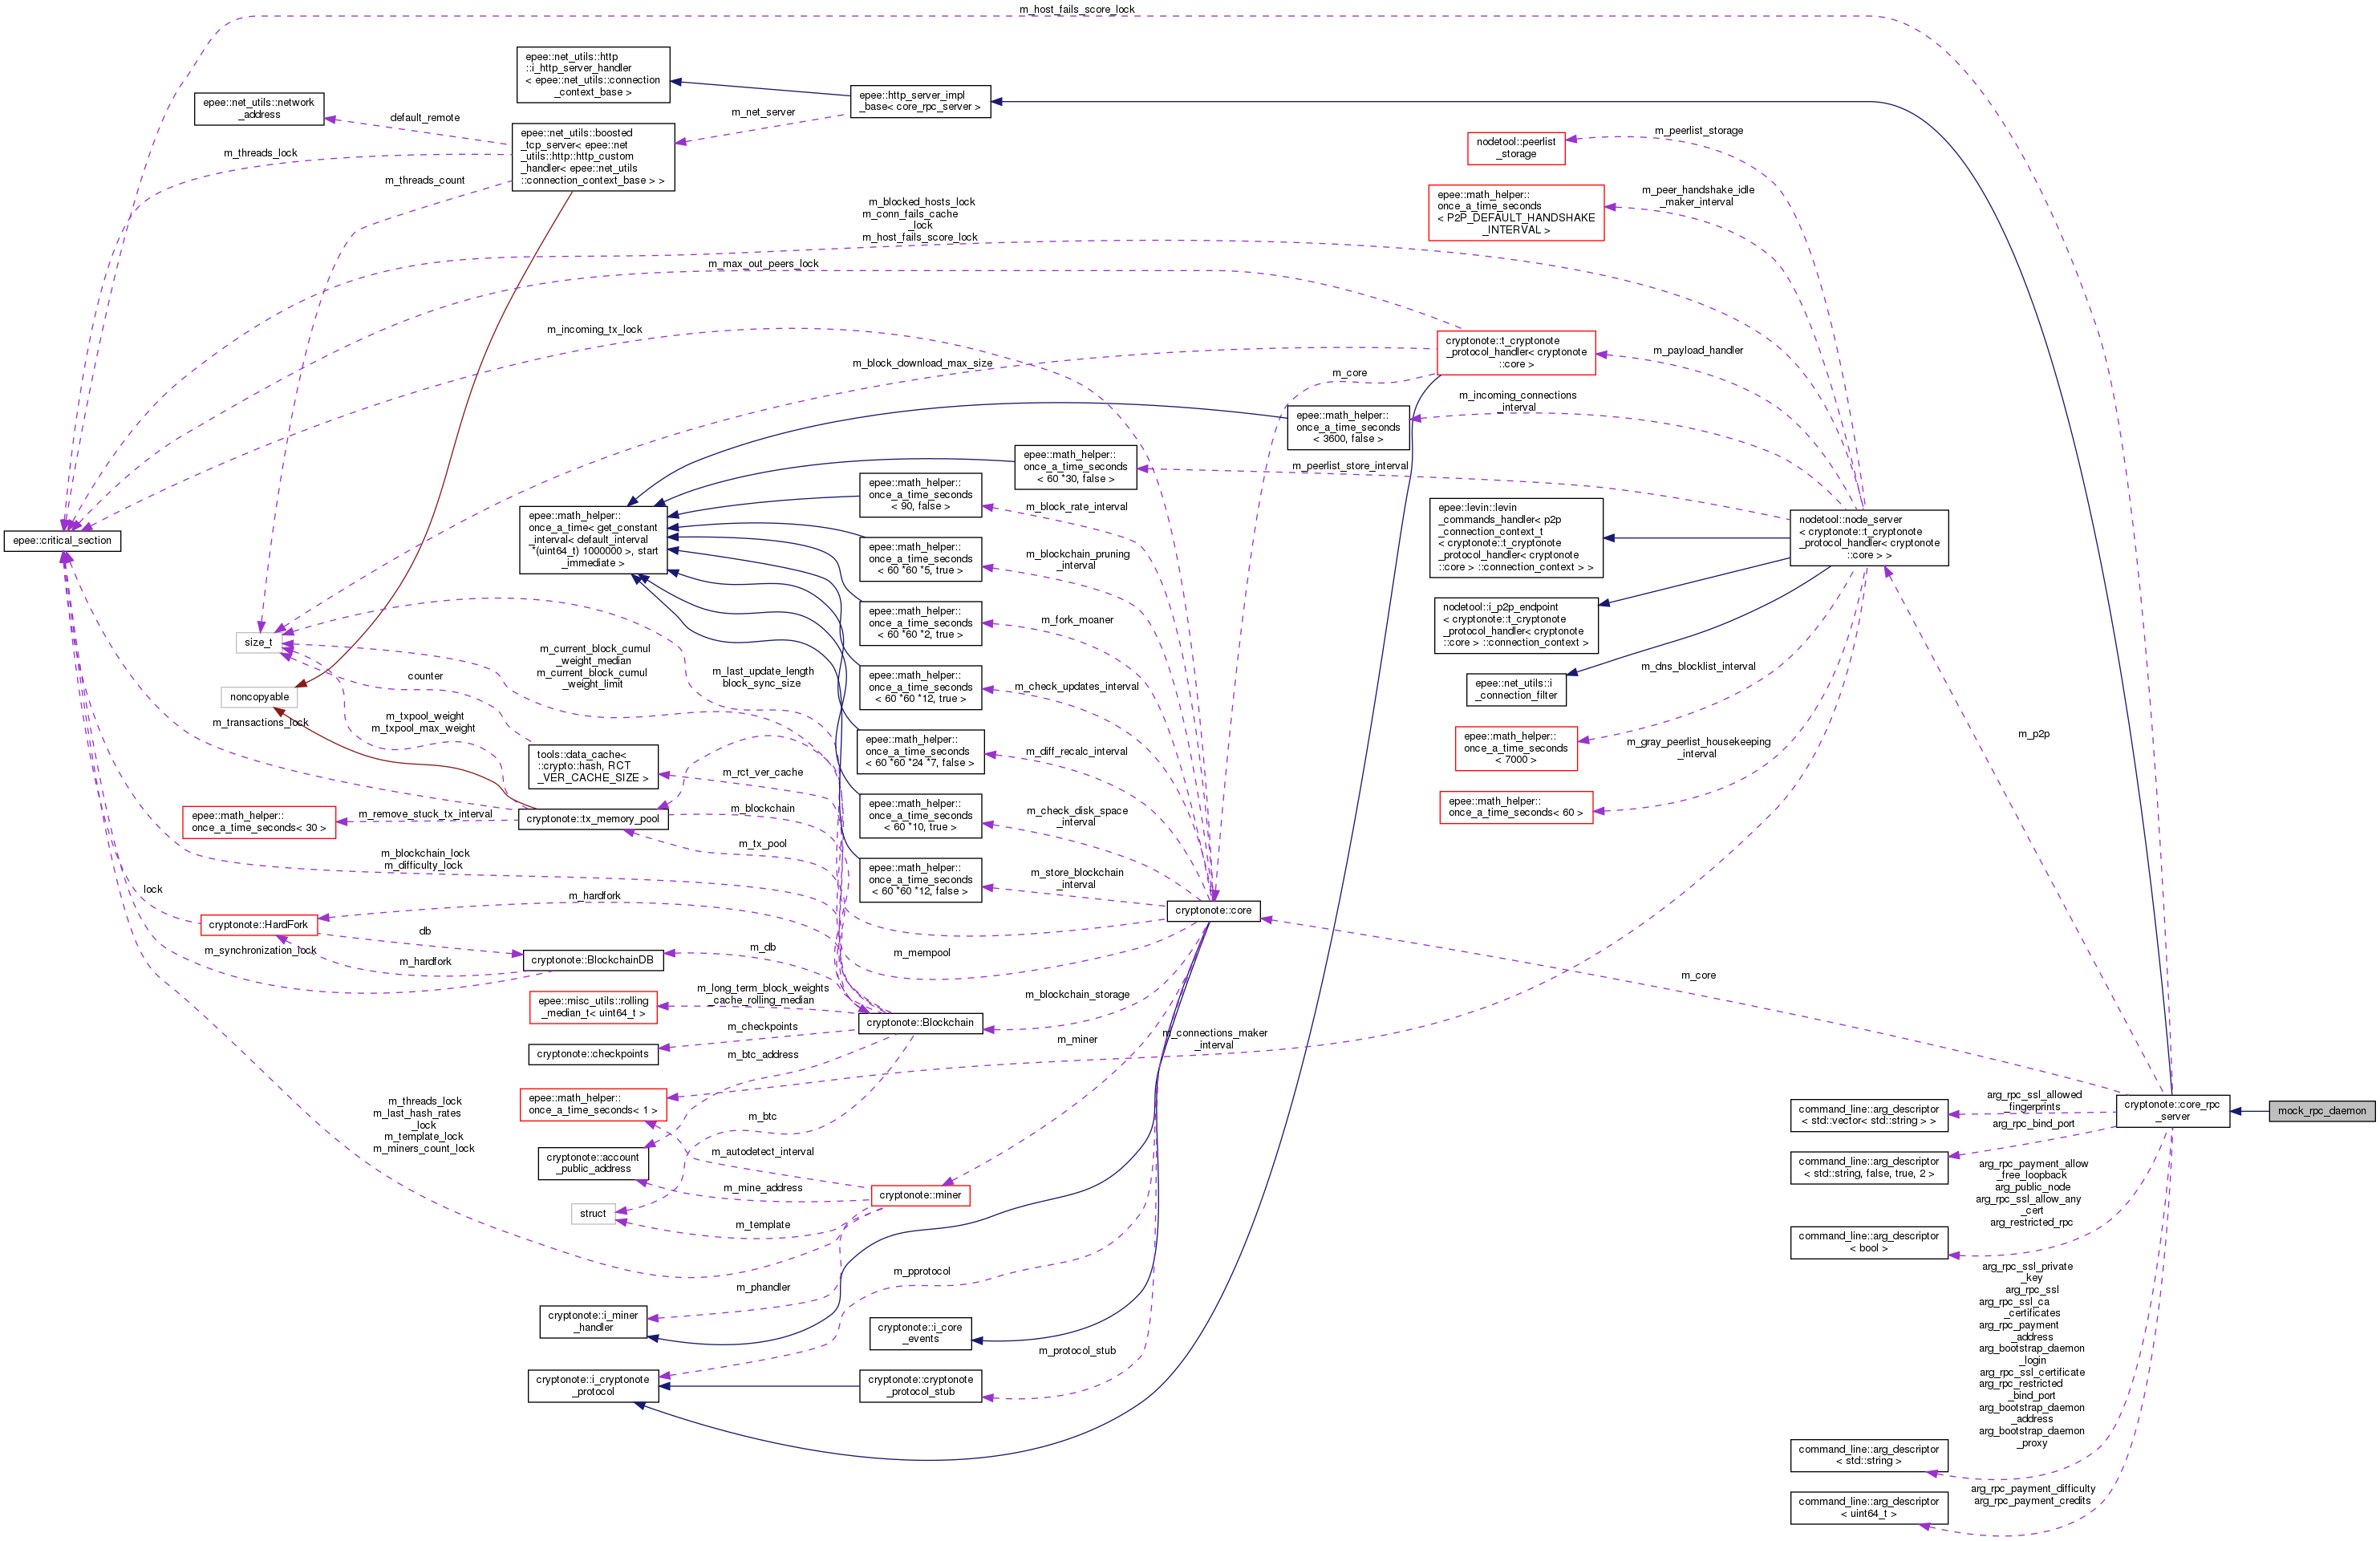 m_host_fails_score_lock
epee::net_utils::http
::i_http_server_handler
< epee::net_utils::connection
_context_base >
epee::net_utils::network
_address
default_remote
m_threads_lock
m_threads_count
epee::net_utils::boosted
_tcp_server< epee::net
_utils::http::http_custom
_handler< epee::net_utils
::connection_context_base > >
m_net_server
epee::http_server_impl
_base< core_rpc_server >
nodetool::peerlist
_storage
m_peerlist_storage
epee::math_helper::
once_a_time_seconds
< P2P_DEFAULT_HANDSHAKE
_INTERVAL >
m_peer_handshake_idle
_maker_interval
m_blocked_hosts_lock
m_conn_fails_cache
_lock
m_host_fails_score_lock
m_max_out_peers_lock
m_incoming_tx_lock
m_block_download_max_size
m_core
cryptonote::t_cryptonote
_protocol_handler< cryptonote
::core >
m_payload_handler
epee::math_helper::
once_a_time_seconds
< 3600, false >
m_incoming_connections
_interval
epee::math_helper::
once_a_time_seconds
< 60 *30, false >
m_peerlist_store_interval
epee::math_helper::
once_a_time_seconds
< 90, false >
m_block_rate_interval
epee::critical_section
epee::math_helper::
once_a_time< get_constant
_interval< default_interval
*(uint64_t) 1000000 >, start
_immediate >
epee::math_helper::
once_a_time_seconds
< 60 *60 *5, true >
m_blockchain_pruning
_interval
epee::levin::levin
_commands_handler< p2p
_connection_context_t
< cryptonote::t_cryptonote
_protocol_handler< cryptonote
::core > ::connection_context > >
nodetool::node_server
< cryptonote::t_cryptonote
_protocol_handler< cryptonote
::core > >
epee::math_helper::
once_a_time_seconds
< 60 *60 *2, true >
m_fork_moaner
nodetool::i_p2p_endpoint
< cryptonote::t_cryptonote
_protocol_handler< cryptonote
::core > ::connection_context >
size_t
noncopyable
counter
m_current_block_cumul
_weight_median
m_current_block_cumul
_weight_limit
m_last_update_length
block_sync_size
epee::math_helper::
once_a_time_seconds
< 60 *60 *12, true >
m_check_updates_interval
epee::net_utils::i
_connection_filter
m_dns_blocklist_interval
m_transactions_lock
m_txpool_weight
m_txpool_max_weight
tools::data_cache<
::crypto::hash, RCT
_VER_CACHE_SIZE >
m_rct_ver_cache
epee::math_helper::
once_a_time_seconds
< 60 *60 *24 *7, false >
m_diff_recalc_interval
epee::math_helper::
once_a_time_seconds
< 7000 >
m_gray_peerlist_housekeeping
_interval
m_p2p
epee::math_helper::
once_a_time_seconds< 30 >
m_remove_stuck_tx_interval
cryptonote::tx_memory_pool
m_blockchain
m_tx_pool
epee::math_helper::
once_a_time_seconds
< 60 *10, true >
m_check_disk_space
_interval
epee::math_helper::
once_a_time_seconds< 60 >
m_blockchain_lock
m_difficulty_lock
epee::math_helper::
once_a_time_seconds
< 60 *60 *12, false >
m_store_blockchain
_interval
lock
cryptonote::HardFork
m_hardfork
cryptonote::core
db
m_synchronization_lock
m_hardfork
cryptonote::BlockchainDB
m_db
m_mempool
m_core
epee::misc_utils::rolling
_median_t< uint64_t >
m_long_term_block_weights
_cache_rolling_median
cryptonote::Blockchain
m_blockchain_storage
cryptonote::checkpoints
m_checkpoints
m_btc_address
m_miner
m_connections_maker
_interval
epee::math_helper::
once_a_time_seconds< 1 >
m_btc
m_threads_lock
m_last_hash_rates
_lock
m_template_lock
m_miners_count_lock
cryptonote::account
_public_address
m_autodetect_interval
m_mine_address
cryptonote::miner
struct
m_template
command_line::arg_descriptor
< std::vector< std::string > >
arg_rpc_ssl_allowed
_fingerprints
arg_rpc_bind_port
cryptonote::core_rpc
_server
mock_rpc_daemon
command_line::arg_descriptor
< std::string, false, true, 2 >
arg_rpc_payment_allow
_free_loopback
arg_public_node
arg_rpc_ssl_allow_any
_cert
arg_restricted_rpc
command_line::arg_descriptor
< bool >
m_phandler
m_pprotocol
cryptonote::i_miner
_handler
cryptonote::i_core
_events
m_protocol_stub
cryptonote::i_cryptonote
_protocol
cryptonote::cryptonote
_protocol_stub
arg_rpc_ssl_private
_key
arg_rpc_ssl
arg_rpc_ssl_ca
_certificates
arg_rpc_payment
_address
arg_bootstrap_daemon
_login
arg_rpc_ssl_certificate
arg_rpc_restricted
_bind_port
arg_bootstrap_daemon
_address
arg_bootstrap_daemon
_proxy
command_line::arg_descriptor
< std::string >
arg_rpc_payment_difficulty
arg_rpc_payment_credits
command_line::arg_descriptor
< uint64_t >